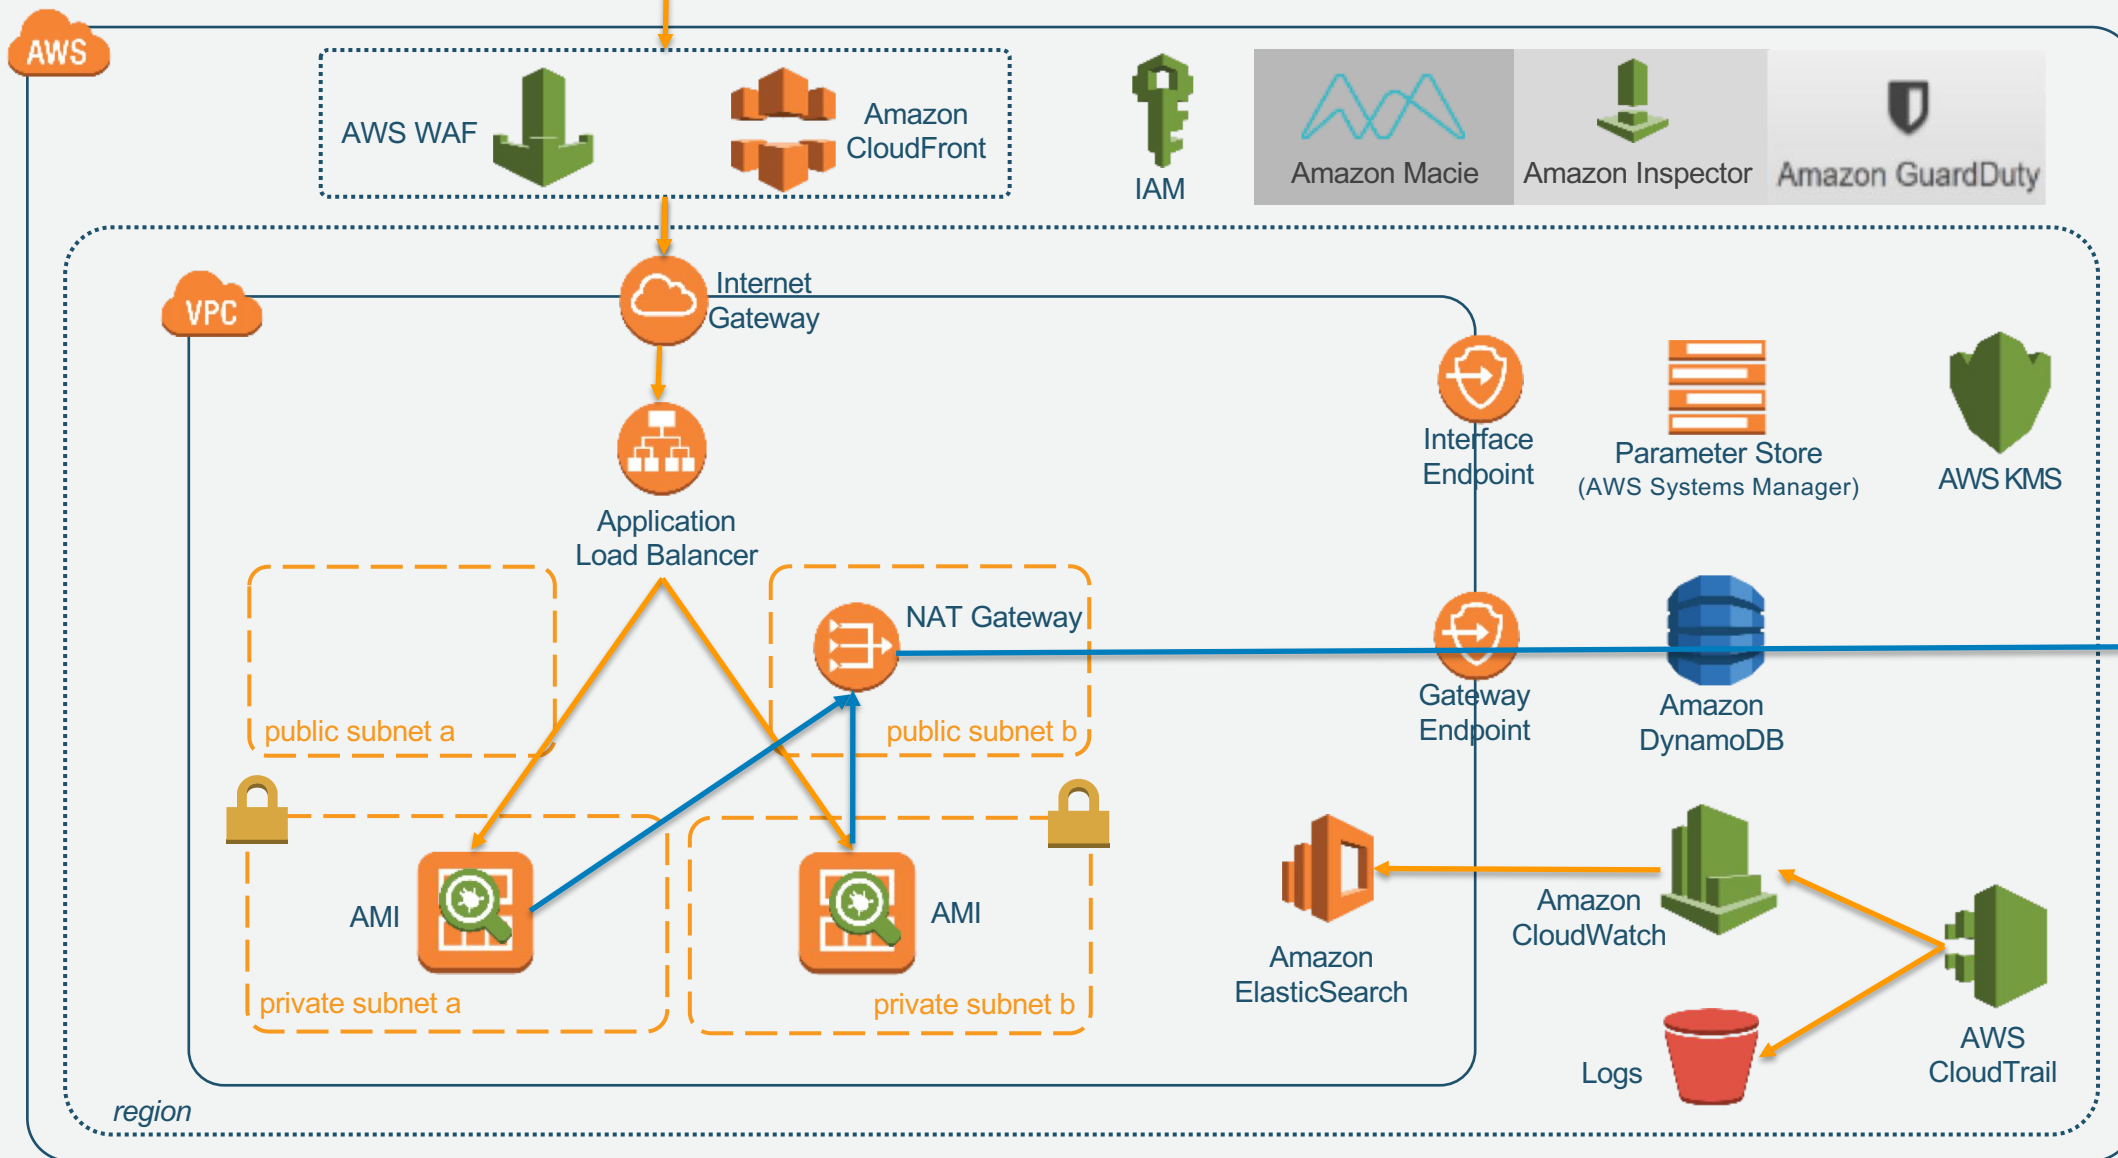 AWS
AWS WAF
Amazon
CloudFront
IAM
Amazon Macie
Amazon Inspector
Amazon GuardDuty
VPC
Internet
Gateway
Interface
Endpoint
Parameter Store
(AWS Systems Manager)
AWS KMS
Application
Load Balancer
NAT Gateway
public subnet a
public subnet b
Gateway
Endpoint
Amazon
DynamoDB
AMI
AMI
private subnet a
private subnet b
Amazon
ElasticSearch
Amazon
CloudWatch
Logs
AWS
CloudTrail
region